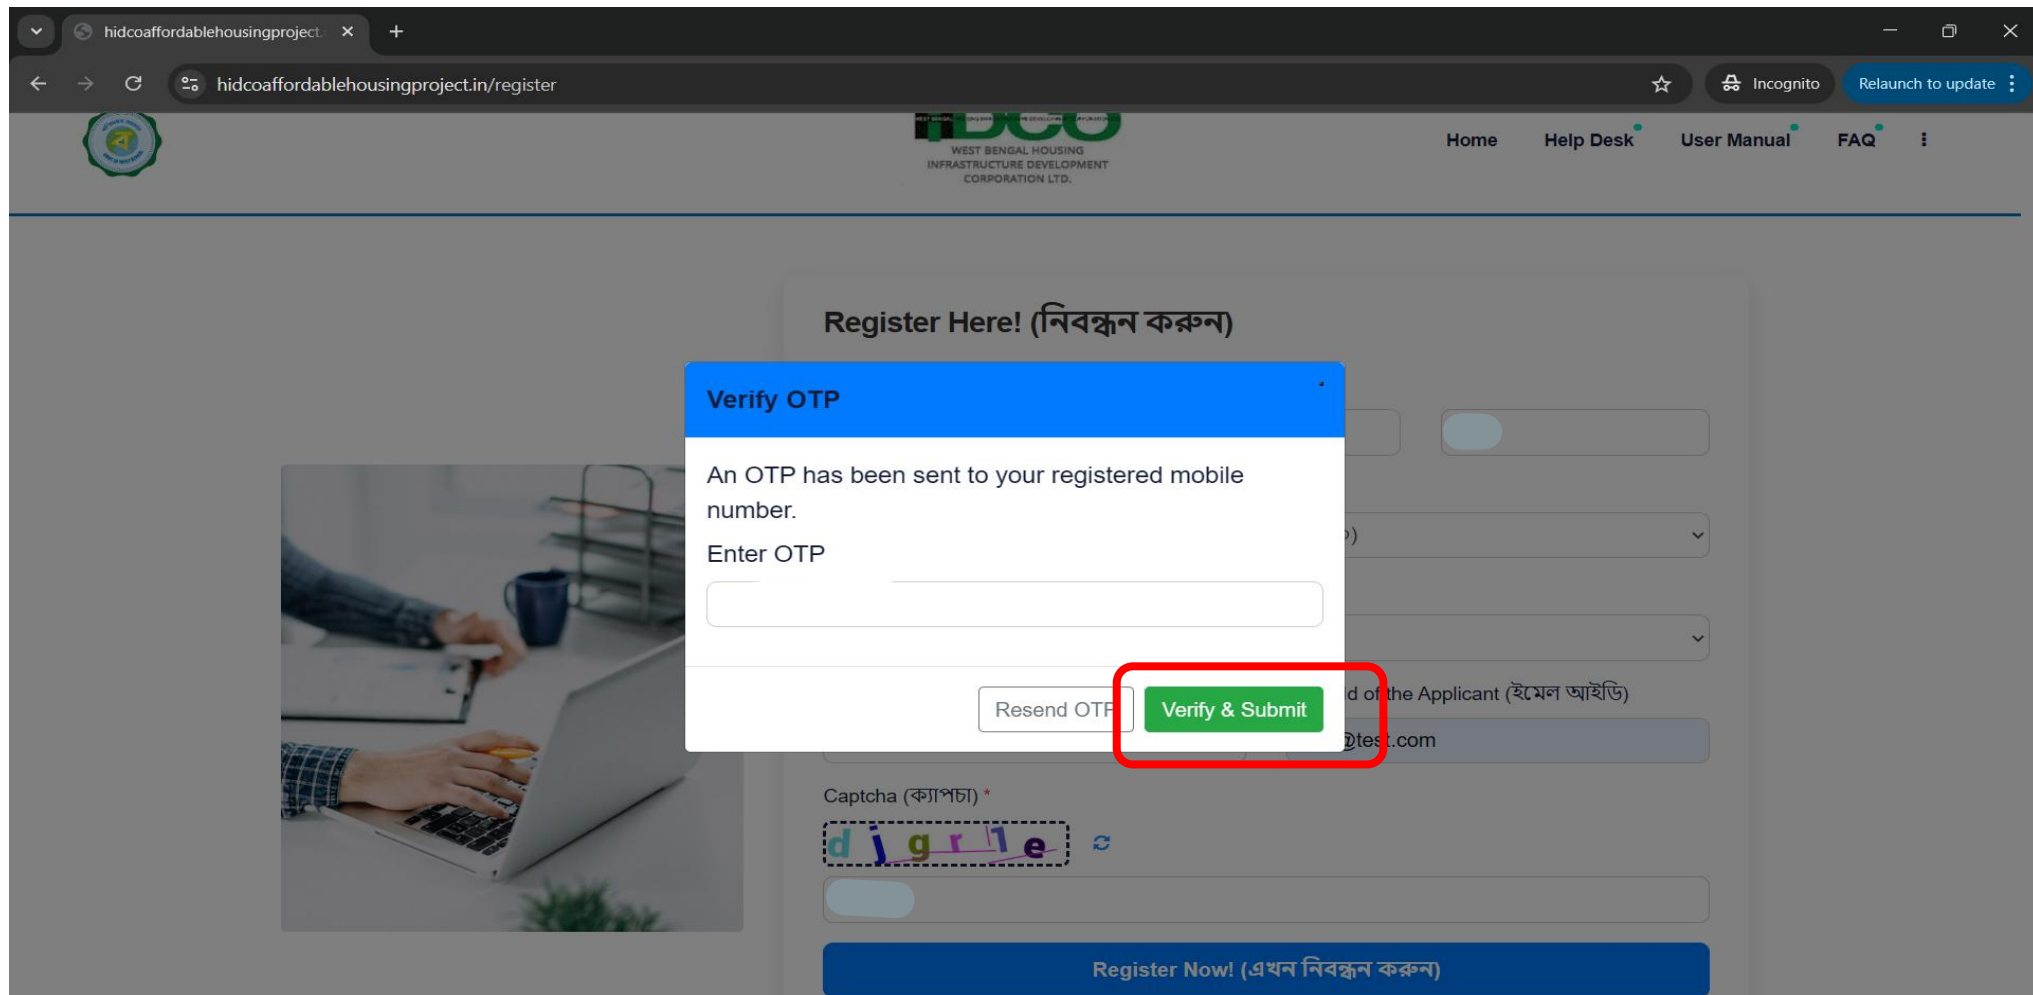 hidcoaffordablehousingproject.
hidcoaffordablehousingproject.in/register
Incognito
Relaunch to update
HIDCO
WEST BENGAL HOUSING
INFRASTRUCTURE DEVELOPMENT
CORPORATION LTD.
Home
Help Desk
User Manual
FAQ
Register Here! (নিবন্ধন করুন)
Verify OTP
An OTP has been sent to your registered mobile
number.
Enter OTP
Resend OTP
Verify & Submit
d of the Applicant (ইমেল আইডি)
@test.com
Captcha (ক্যাপচা) *
djgrle
Register Now! (এখন নিবন্ধন করুন)